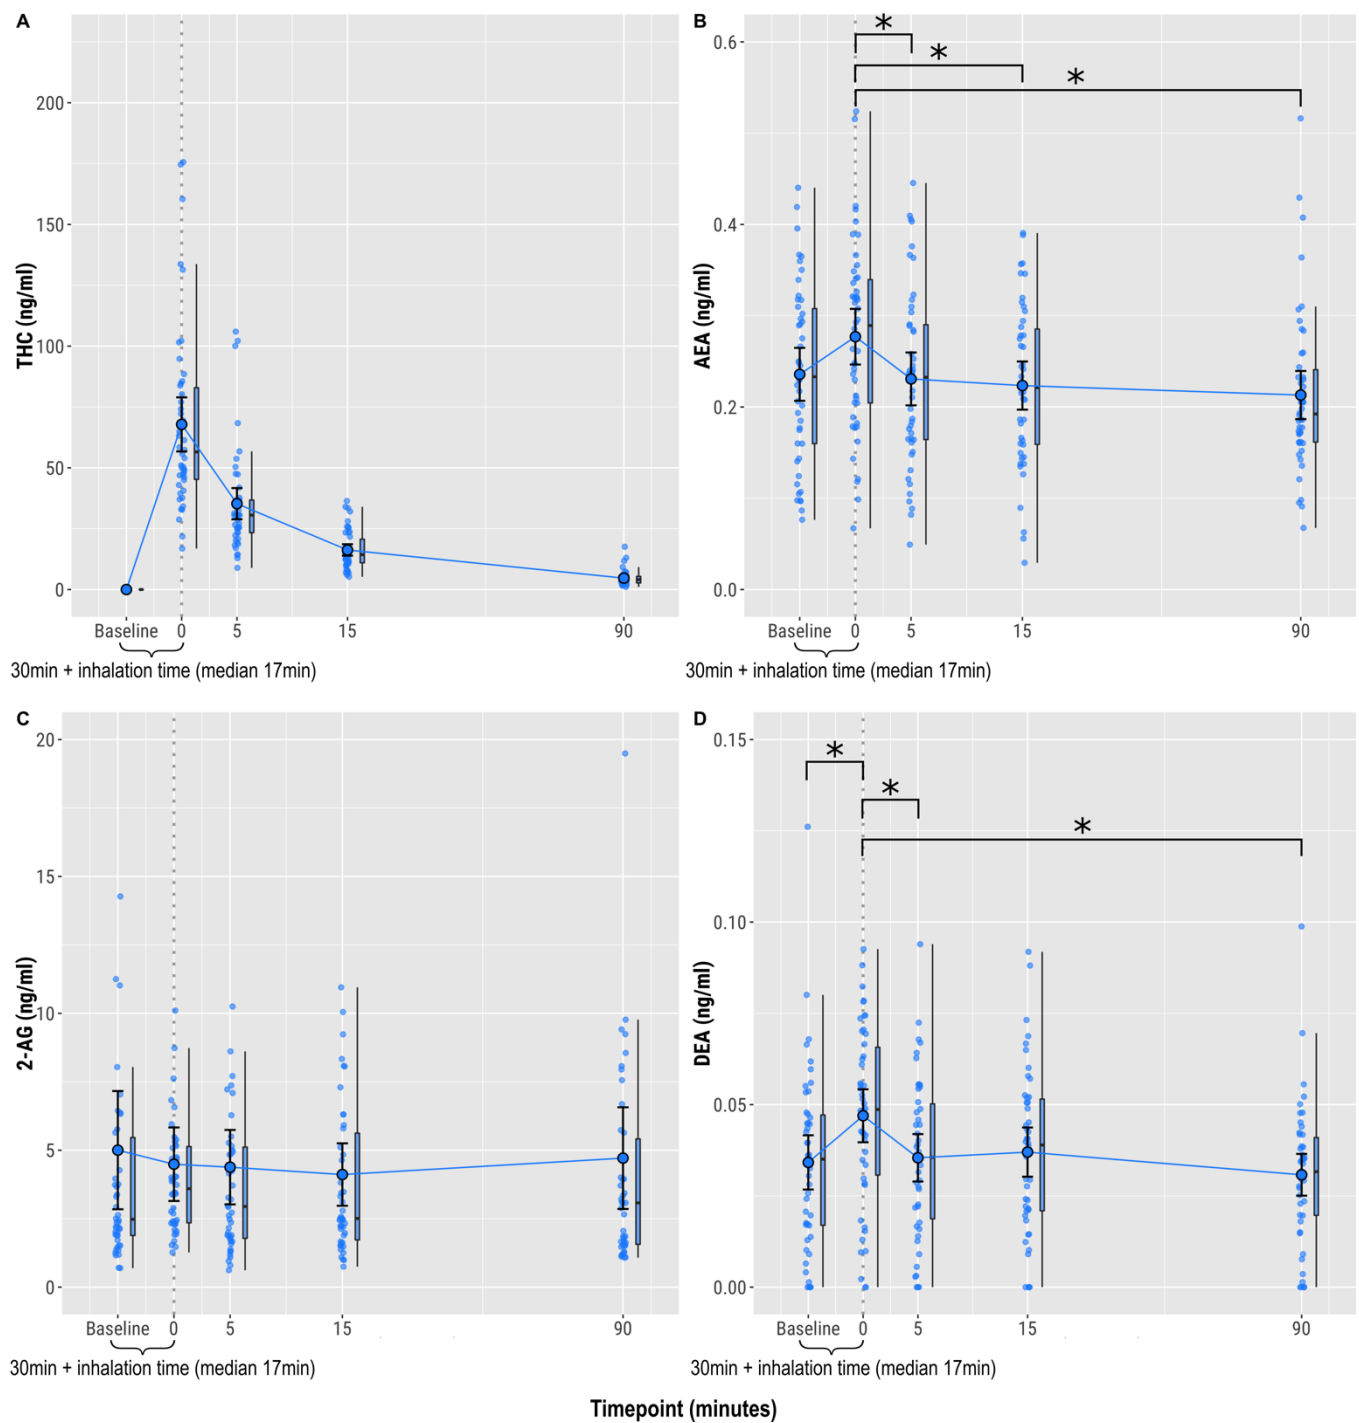 A
THC (ng/ml)
200
150
100
50
0
Baseline 0 5 15 90
30min + inhalation time (median 17min)
B
AEA (ng/ml)
0.6
0.4
0.2
0.0
* * *
Baseline 0 5 15 90
30min + inhalation time (median 17min)
C
2-AG (ng/ml)
20
15
10
5
0
Baseline 0 5 15 90
30min + inhalation time (median 17min)
D
DEA (ng/ml)
0.15
0.10
0.05
0.00
* * *
Baseline 0 5 15 90
30min + inhalation time (median 17min)
Timepoint (minutes)